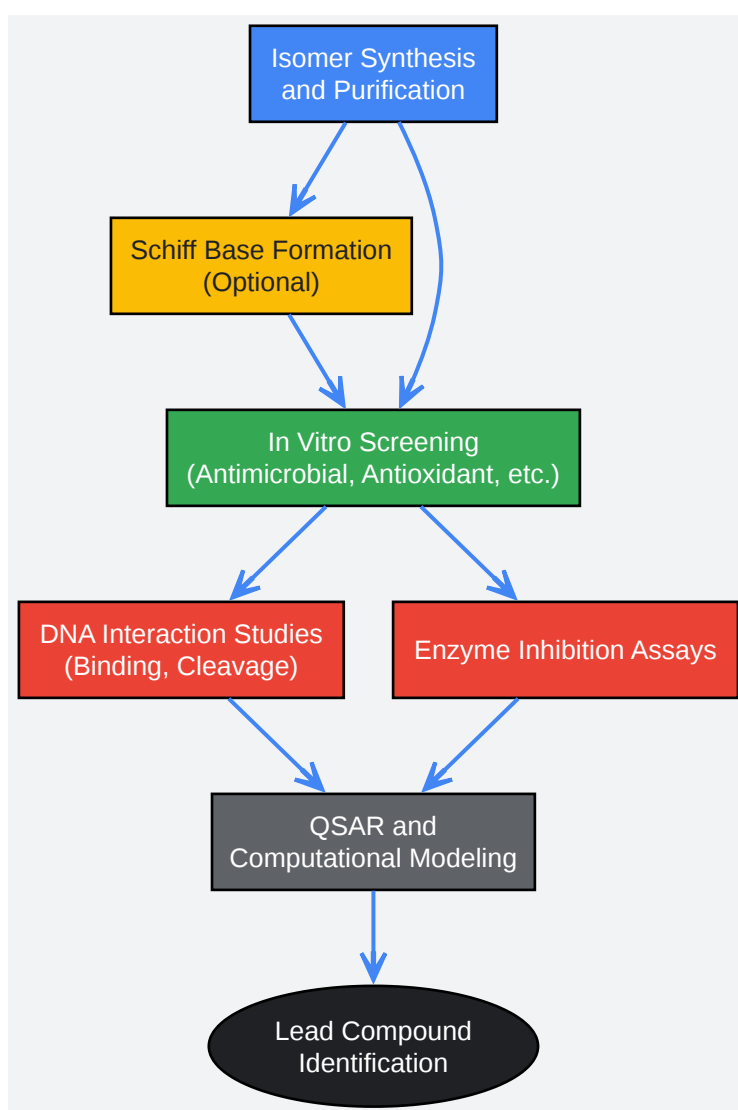 Isomer Synthesis
and Purification
Schiff Base Formation
(Optional)
In Vitro Screening
(Antimicrobial, Antioxidant, etc.)
DNA Interaction Studies
(Binding, Cleavage)
Enzyme Inhibition Assays
QSAR and
Computational Modeling
Lead Compound
Identification